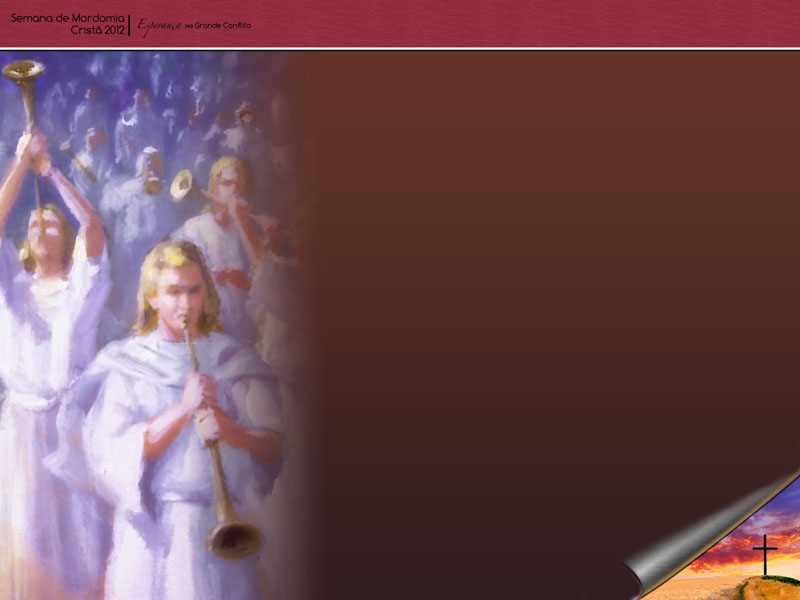 Semana de Mordomia
Cristã 2012
Esperança no Grande Conflito